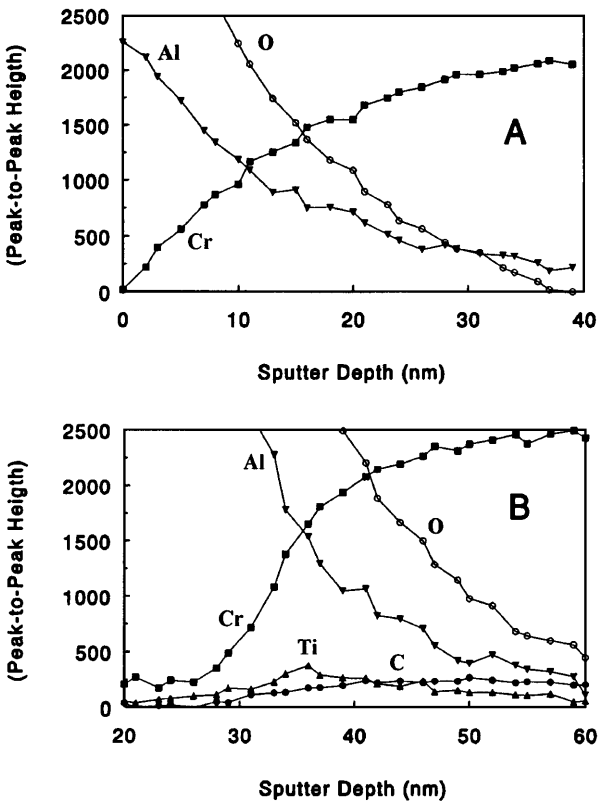 (Peak-to-Peak Heigth)
2500
2000
1500
1000
500
0
Al
O
A
Cr
0 10 20 30 40
Sputter Depth (nm)
(Peak-to-Peak Heigth)
2500
2000
1500
1000
500
0
Al
B
O
Cr
Ti
C
20 30 40 50 60
Sputter Depth (nm)